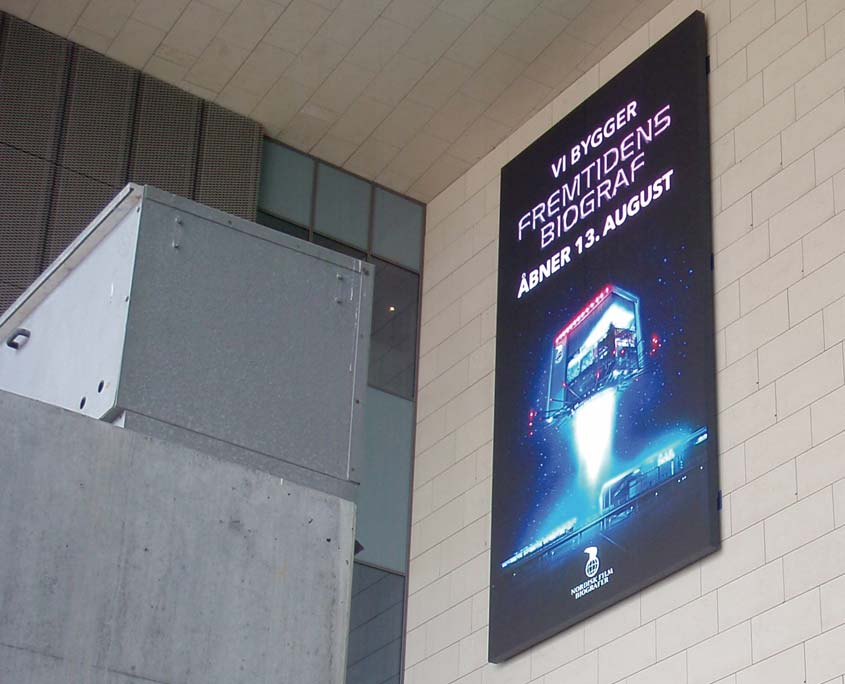 VI BYGGER
FREMTIDENS
BIOGRAF
ÅBNER 13. AUGUST
NORDISK FILM
BIOGRAFER